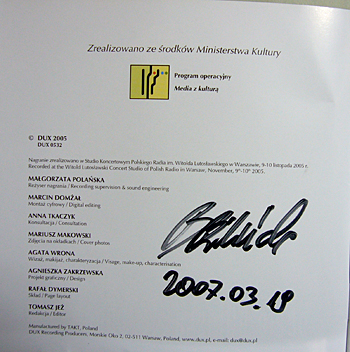 Zrealizowano ze środków Ministerstwa Kultury
Program operacyjny
Media z kulturą
© DUX 2005
DUX 0532
Nagranie zrealizowano w Studio Koncertowym Polskiego Radia im. Witolda Lutosławskiego w Warszawie, 9-10 listopada 2005 r.
Recorded at the Witold Lutosławski Concert Studio of Polish Radio in Warsaw, November, 9th-10th 2005.
MAŁGORZATA POLAŃSKA
Reżyser nagrania / Recording supervision & sound engineering
MARCIN DOMŻAŁ
Montaż cyfrowy / Digital editing
ANNA TKACZYK
Konsultacja / Consultation
MARIUSZ MAKOWSKI
Zdjęcia na okładkach / Cover photos
AGATA WRONA
Wizaż, makijaż, charakteryzacja / Visage, make-up, characterisation
AGNIESZKA ZAKRZEWSKA
Projekt graficzny / Design
RAFAŁ DYMERSKI
Skład / Page layout
TOMASZ JEŻ
Redakcja / Editor
2007.03.19
Manufactured by TAKT, Poland
DUX Recording Producers, Morskie Oko 2, 02-511 Warsaw, Poland, www.dux.pl, e-mail: dux@dux.pl